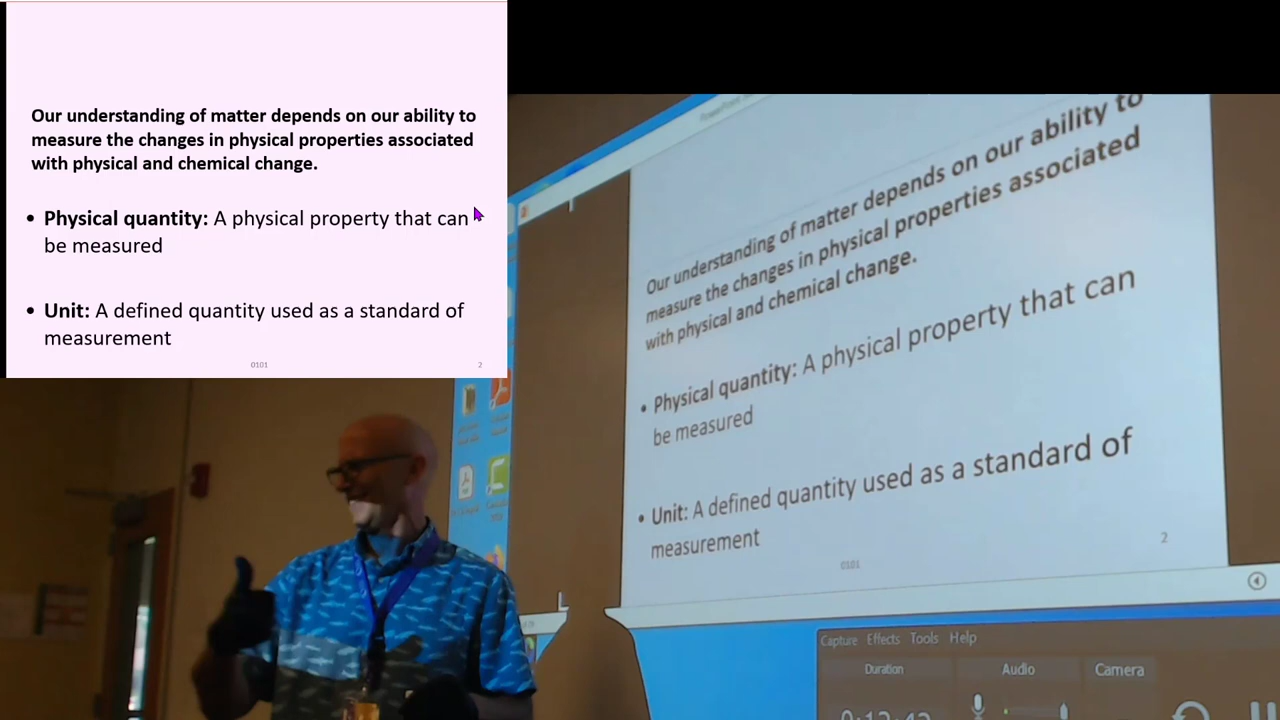 Our understanding of matter depends on our ability to
measure the changes in physical properties associated
with physical and chemical change.
• Physical quantity: A physical property that can
be measured
• Unit: A defined quantity used as a standard of
measurement
0101
2
Our understanding of matter depends on our ability to
measure the changes in physical properties associated
with physical and chemical change.
• Physical quantity: A physical property that can
be measured
• Unit: A defined quantity used as a standard of
measurement
0101
2
Capture Effects Tools Help
Duration Audio Camera